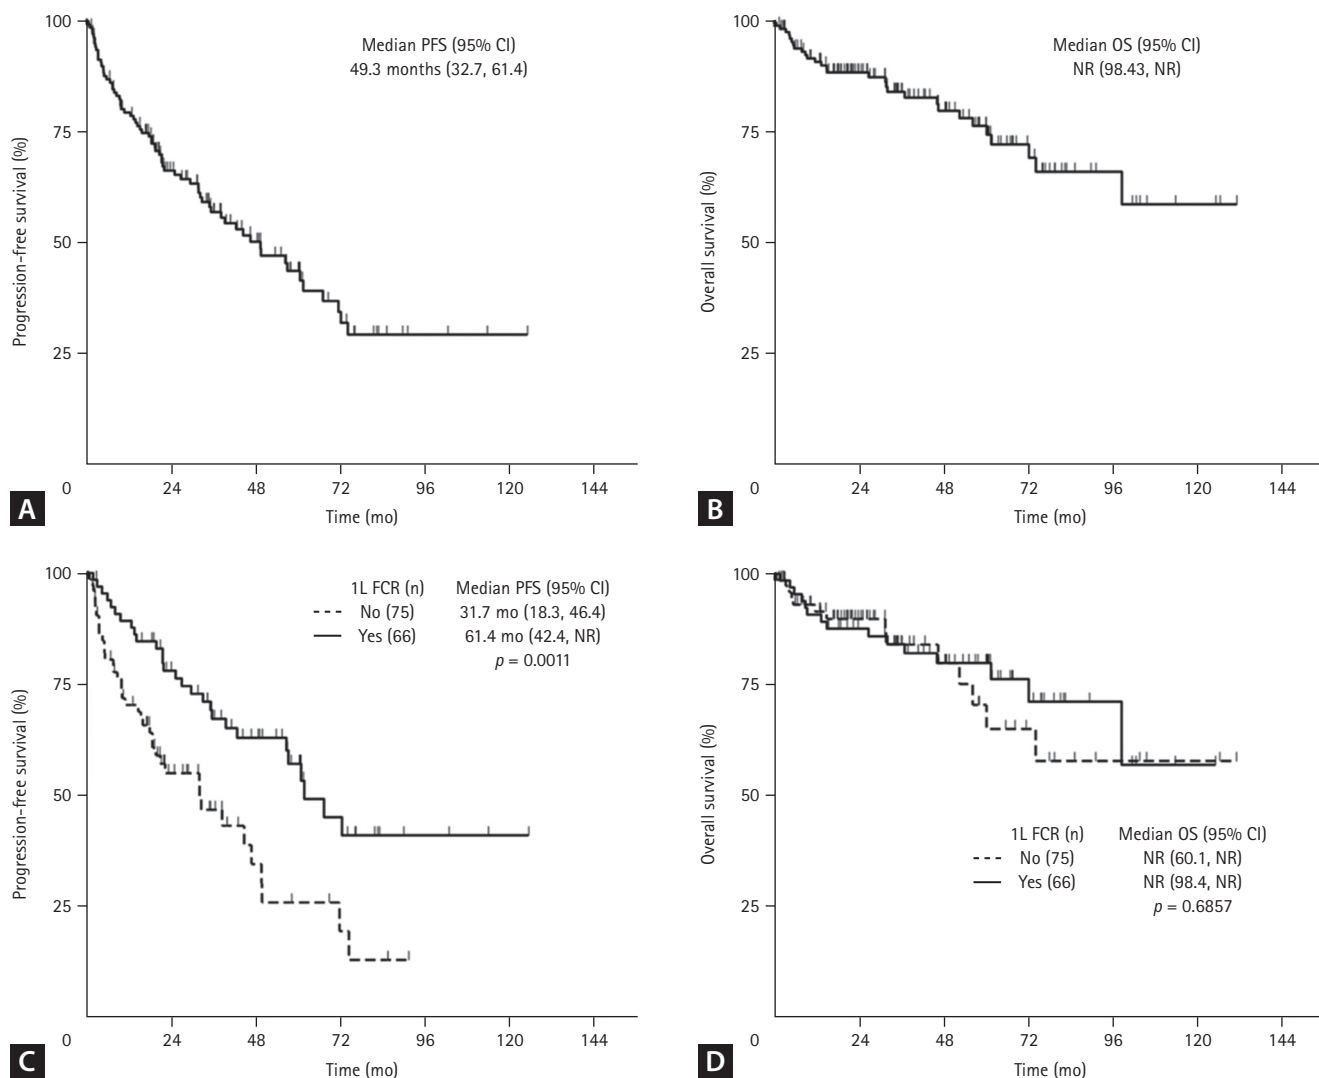 100
75
50
25
0
24
48
72
96
120
144
Progression-free survival (%)
Time (mo)
Median PFS (95% CI)
49.3 months (32.7, 61.4)
A
100
75
50
25
0
24
48
72
96
120
144
Overall survival (%)
Time (mo)
Median OS (95% CI)
NR (98.43, NR)
B
100
75
50
25
0
24
48
72
96
120
144
Progression-free survival (%)
Time (mo)
1L FCR (n) Median PFS (95% CI)
No (75) 31.7 mo (18.3, 46.4)
Yes (66) 61.4 mo (42.4, NR)
p = 0.0011
C
100
75
50
25
0
24
48
72
96
120
144
Overall survival (%)
Time (mo)
1L FCR (n) Median OS (95% CI)
No (75) NR (60.1, NR)
Yes (66) NR (98.4, NR)
p = 0.6857
D